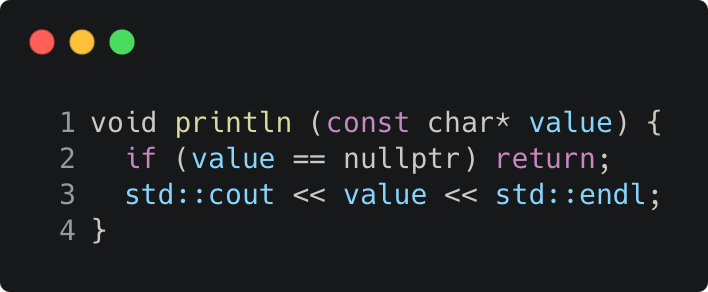 1 void println (const char* value) {
2   if (value == nullptr) return;
3   std::cout << value << std::endl;
4 }